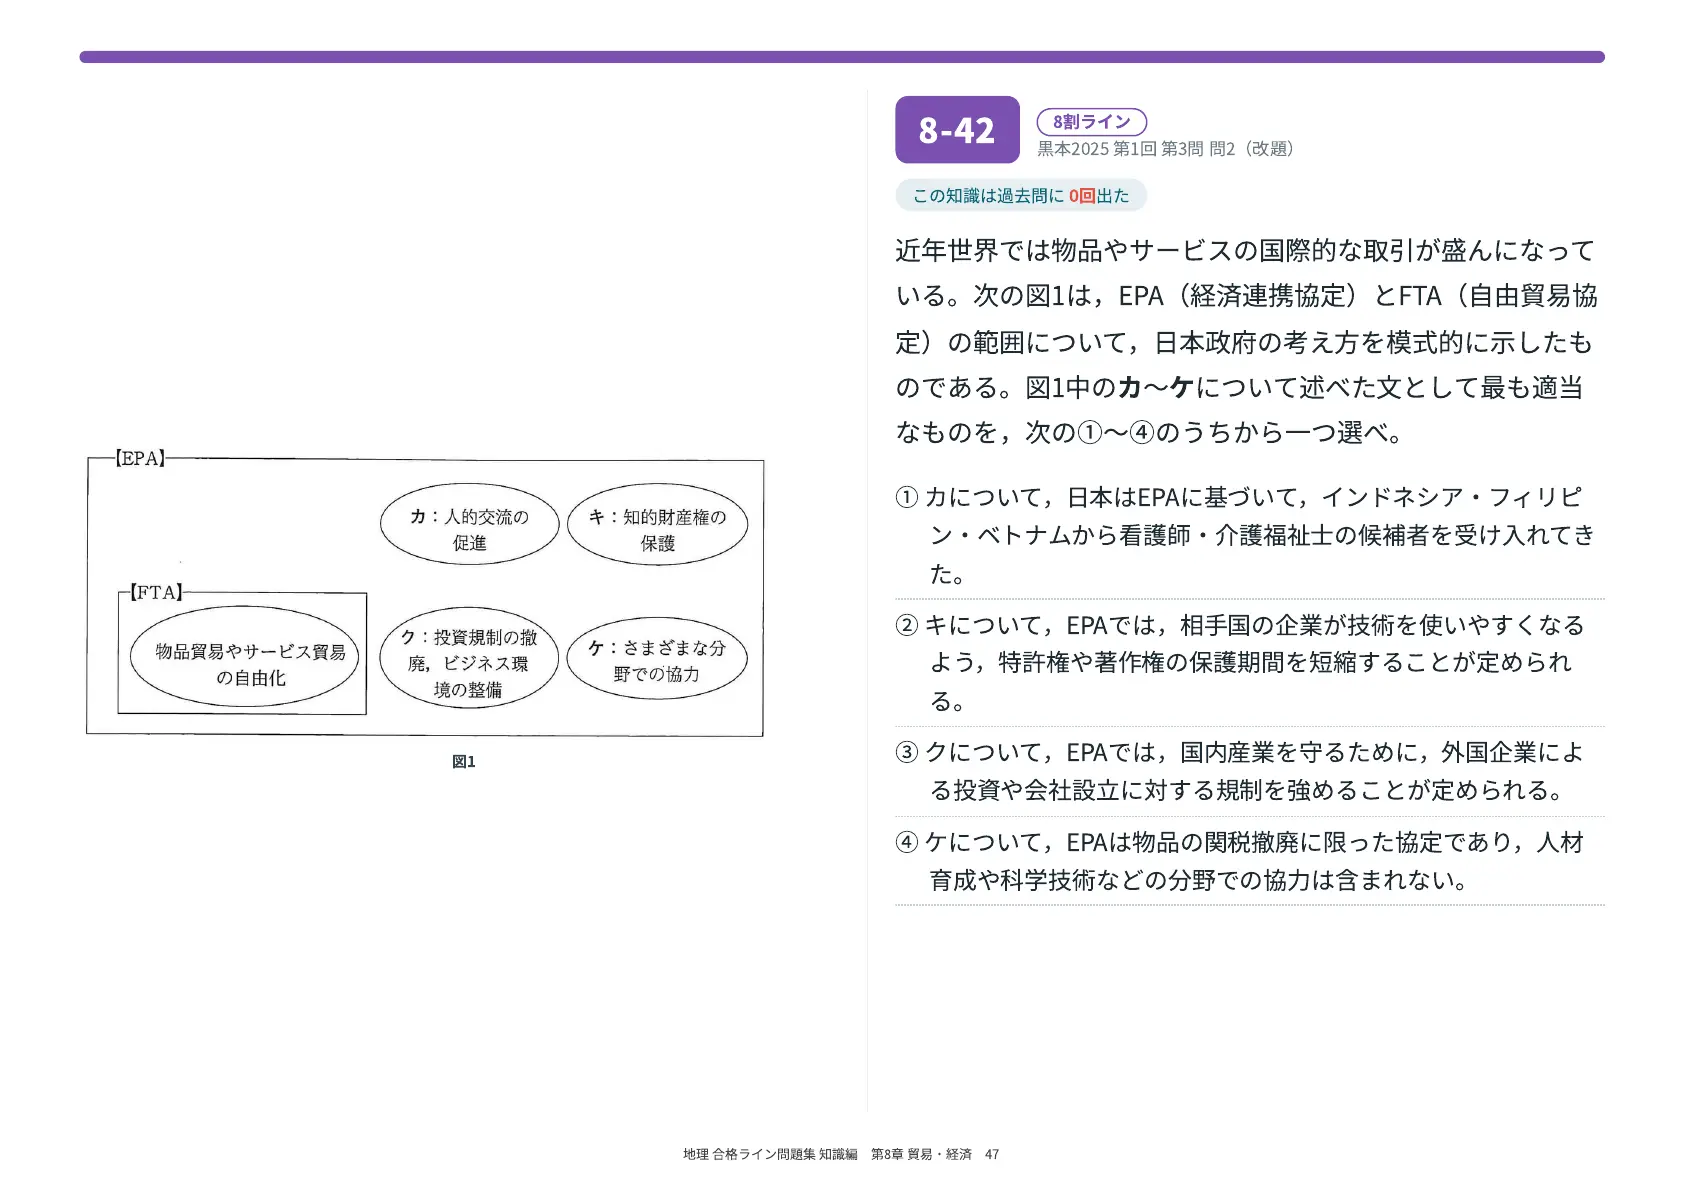 8-42
8割ライン
黒本2025 第1回 第3問 問2（改題）
この知識は過去問に 0回出た
近年世界では物品やサービスの国際的な取引が盛んになって
いる。次の図1は，EPA（経済連携協定）とFTA（自由貿易協
定）の範囲について，日本政府の考え方を模式的に示したも
のである。図1中のカ～ケについて述べた文として最も適当
なものを，次の①～④のうちから一つ選べ。
① カについて，日本はEPAに基づいて，インドネシア・フィリピ
ン・ベトナムから看護師・介護福祉士の候補者を受け入れてき
た。
② キについて，EPAでは，相手国の企業が技術を使いやすくなる
よう，特許権や著作権の保護期間を短縮することが定められ
る。
③ クについて，EPAでは，国内産業を守るために，外国企業によ
る投資や会社設立に対する規制を強めることが定められる。
④ ケについて，EPAは物品の関税撤廃に限った協定であり，人材
育成や科学技術などの分野での協力は含まれない。
【EPA】
カ：人的交流の
促進
キ：知的財産権の
保護
【FTA】
物品貿易やサービス貿易
の自由化
ク：投資規制の撤
廃，ビジネス環
境の整備
ケ：さまざまな分
野での協力
図1
地理 合格ライン問題集 知識編　第8章 貿易・経済　47